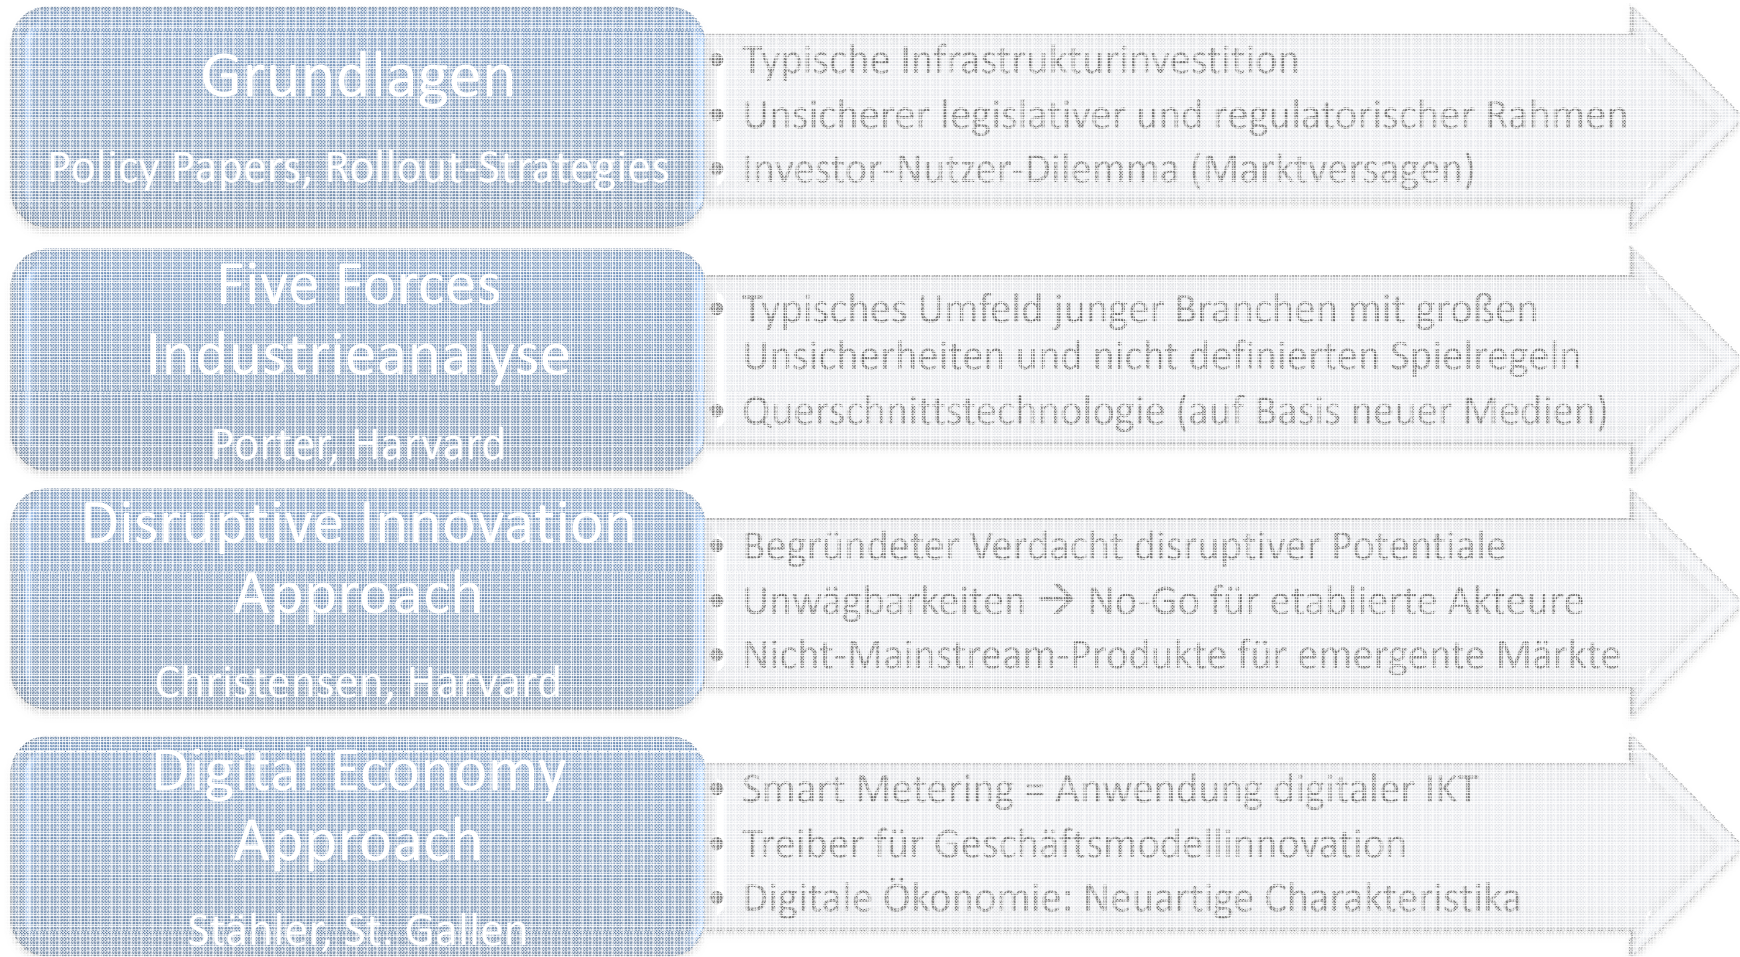 Grundlagen
Policy Papers, Rollout-Strategies
• Typische Infrastrukturinvestition
• Unsicherer legislativer und regulatorischer Rahmen
• Investor-Nutzer-Dilemma (Marktversagen)
Five Forces
Industrieanalyse
Porter, Harvard
• Typisches Umfeld junger Branchen mit großen
Unsicherheiten und nicht definierten Spielregeln
• Querschnittstechnologie (auf Basis neuer Medien)
Disruptive Innovation
Approach
Christensen, Harvard
• Begründeter Verdacht disruptiver Potentiale
• Unwägbarkeiten → No-Go für etablierte Akteure
• Nicht-Mainstream-Produkte für emergente Märkte
Digital Economy
Approach
Stähler, St. Gallen
• Smart Metering = Anwendung digitaler IKT
• Treiber für Geschäftsmodellinnovation
• Digitale Ökonomie: Neuartige Charakteristika